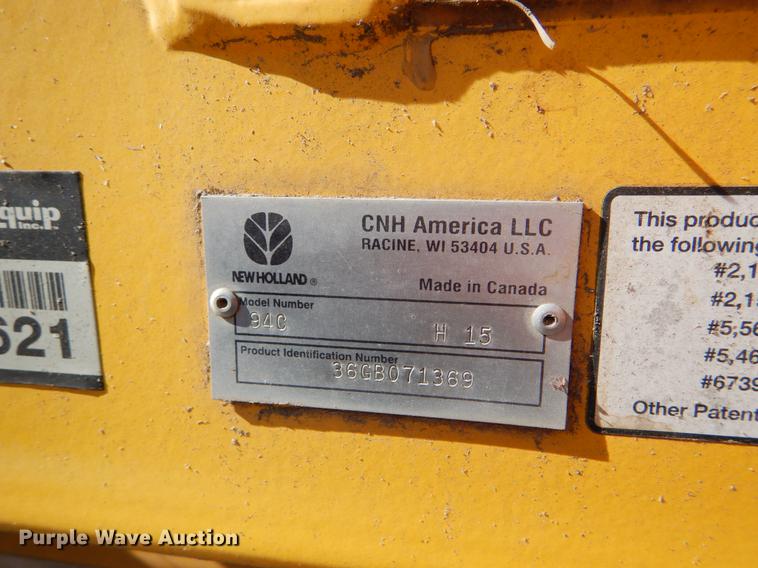 quip
Inc.
621
NEW HOLLAND ®
CNH America LLC
RACINE, WI 53404 U.S.A.
Made in Canada
Model Number
94C H 15
Product Identification Number
36GB071369
This produc
the following
#2,1
#2,1
#5,56
#5,46
#6739
Other Patent
Purple Wave Auction